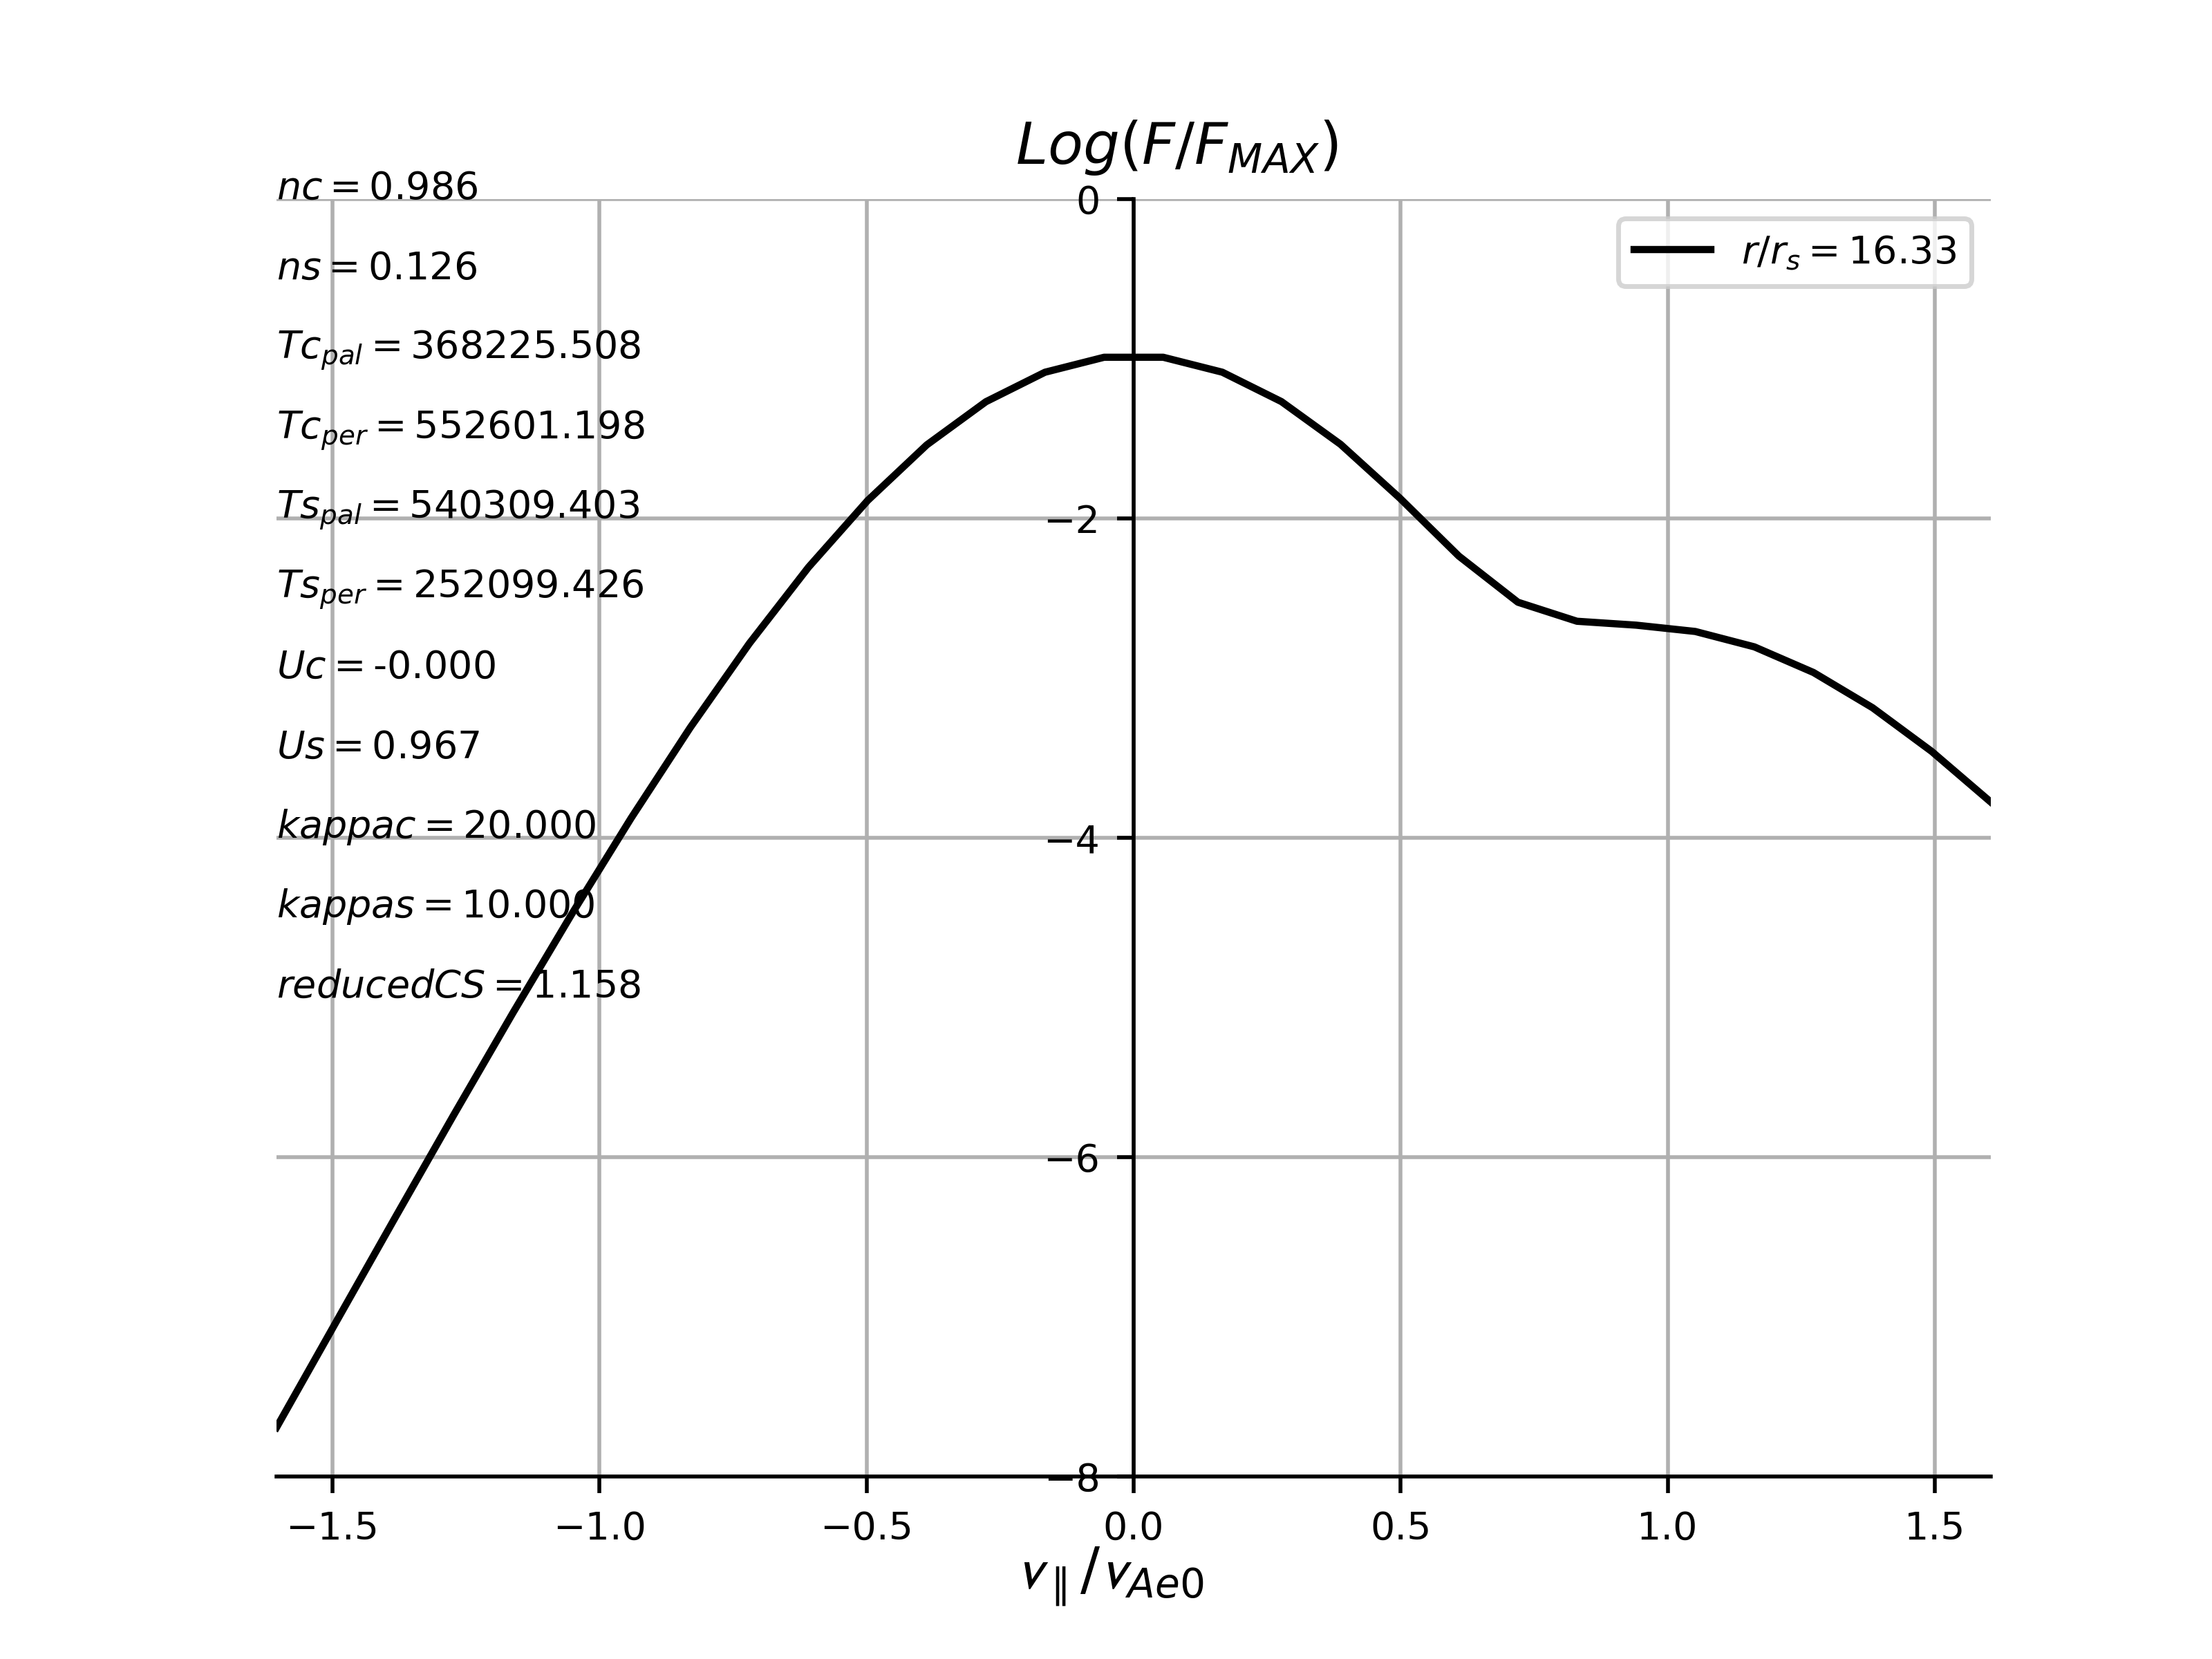 Log(F/F_MAX)
nc = 0.986
ns = 0.126
Tc_pal = 368225.508
Tc_per = 552601.198
Ts_pal = 540309.403
Ts_per = 252099.426
Uc = -0.000
Us = 0.967
kappac = 20.000
kappas = 10.000
reducedCS = 1.158
r/r_s = 16.33
0
−2
−4
−6
−8
−1.5 −1.0 −0.5 0.0 0.5 1.0 1.5
v_∥/v_Ae0